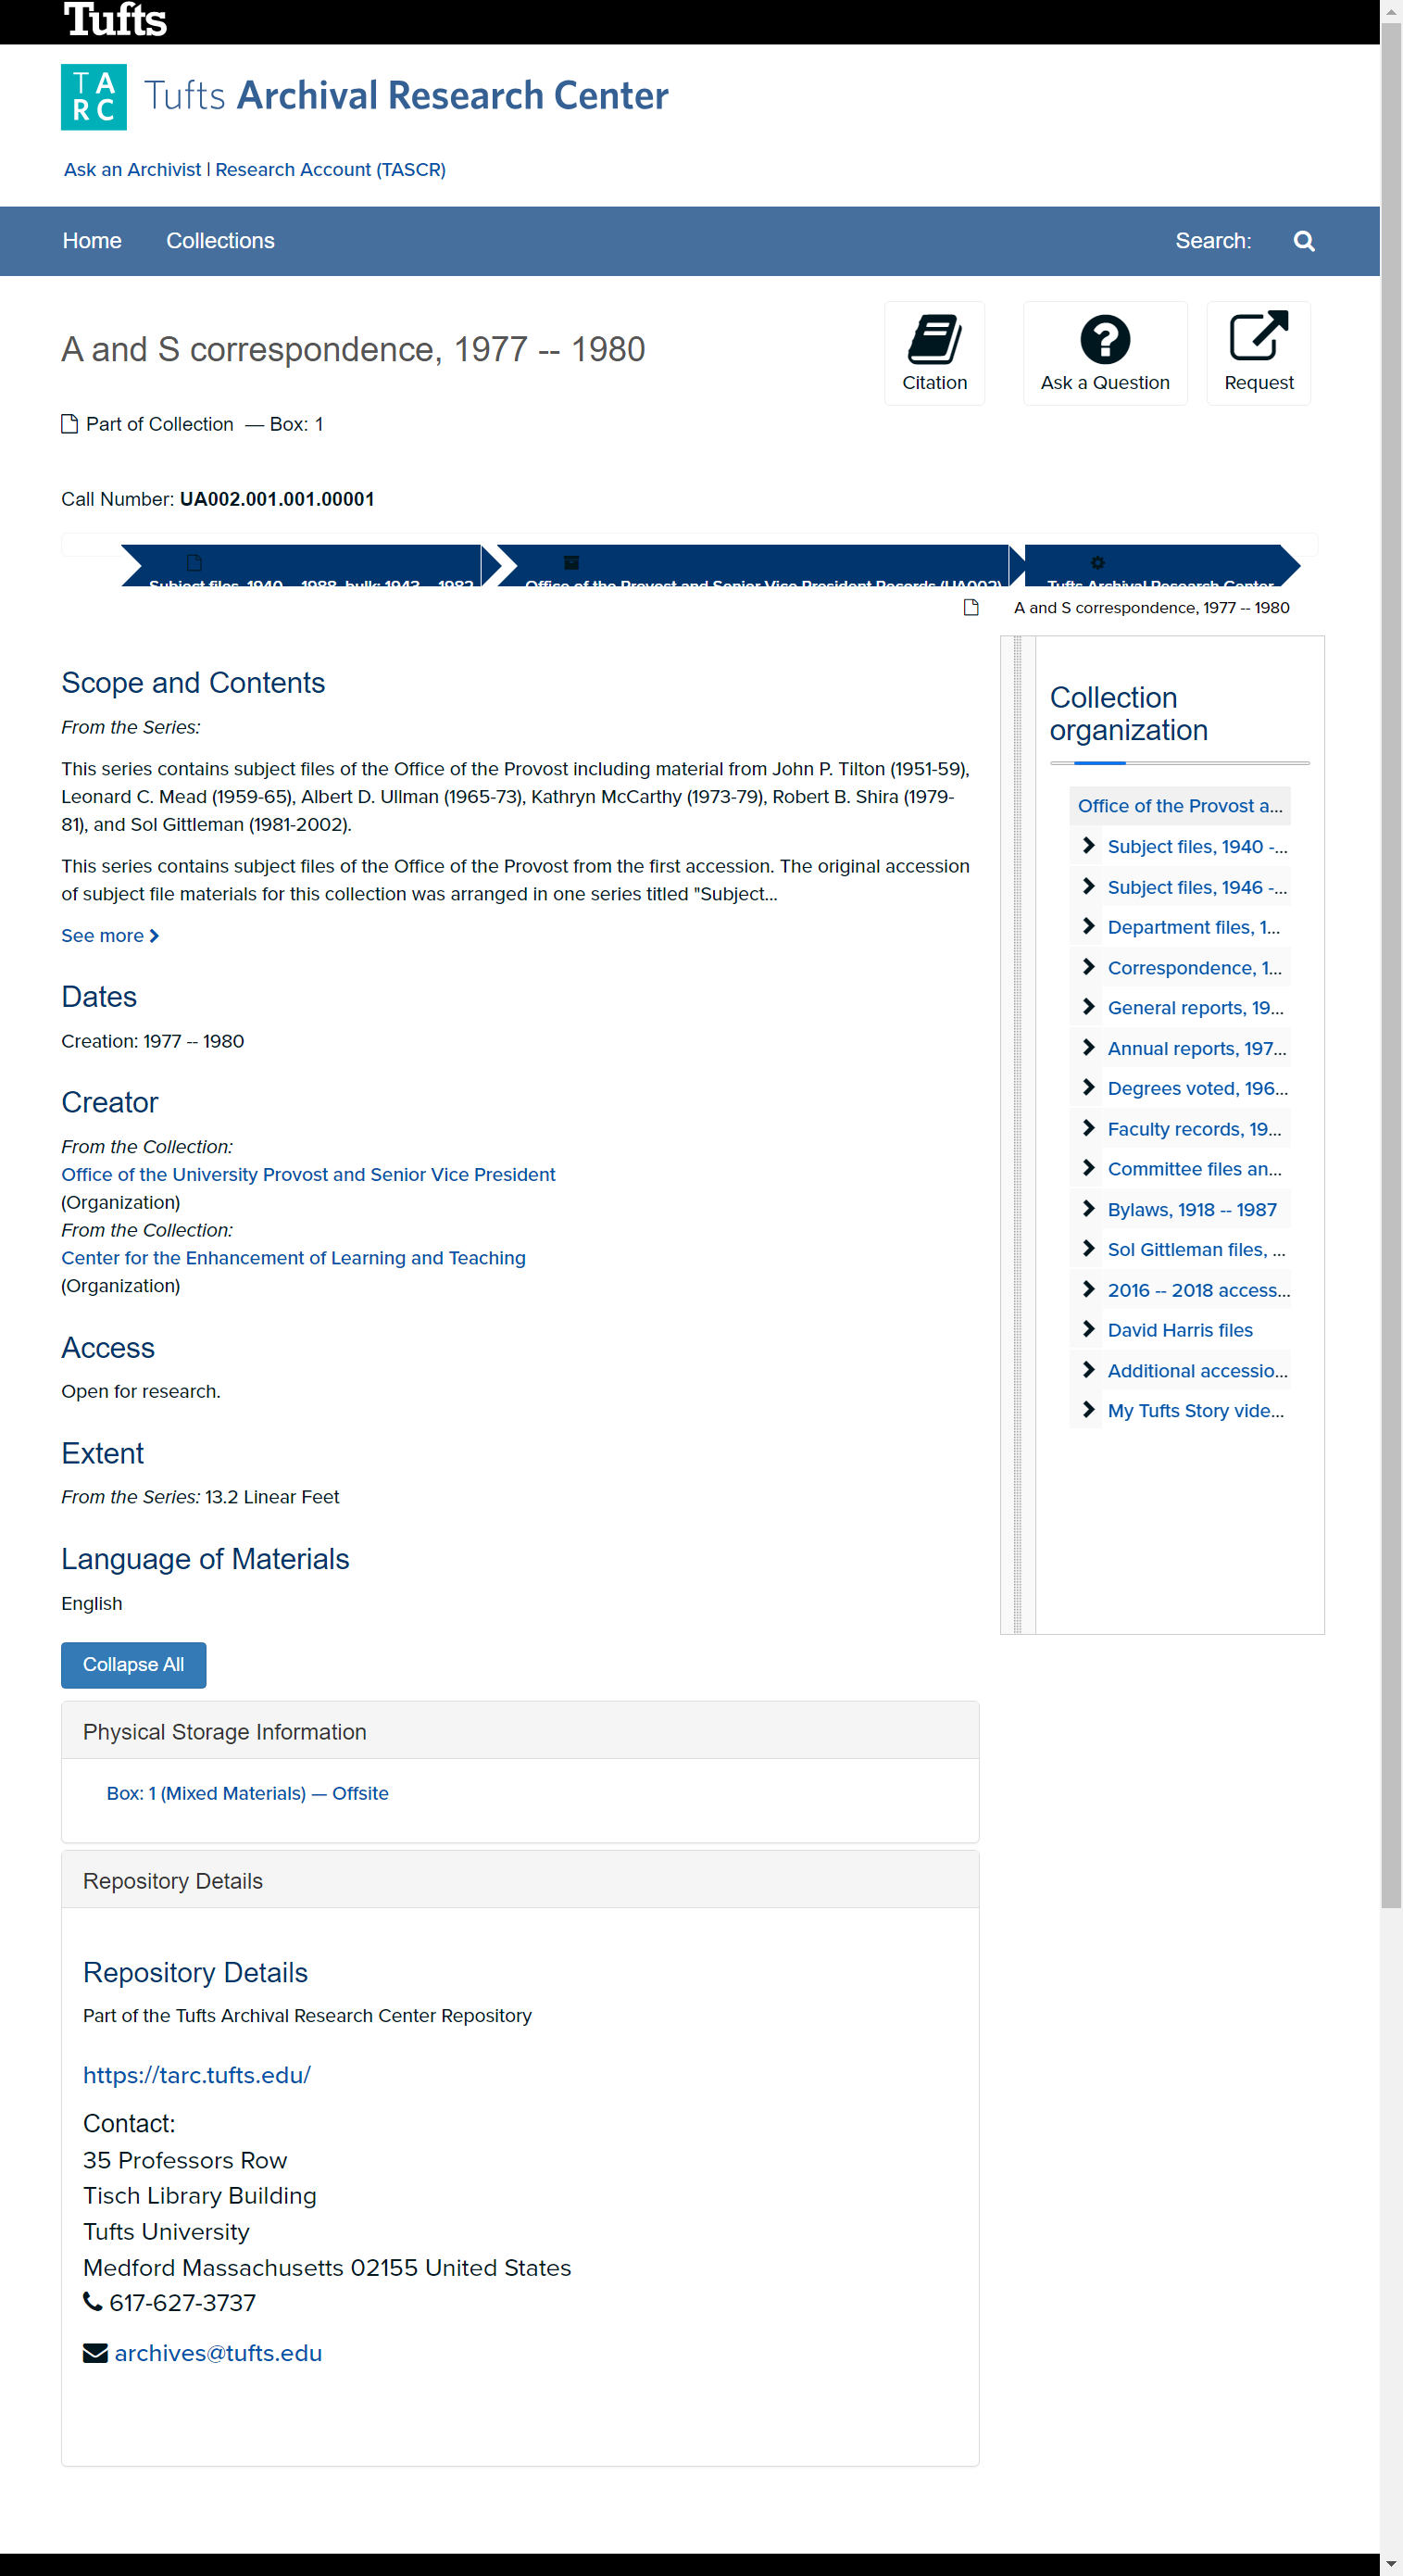 Tufts
TARC Tufts Archival Research Center
Ask an Archivist | Research Account (TASCR)
Home Collections Search:
A and S correspondence, 1977 -- 1980
Citation Ask a Question Request
Part of Collection — Box: 1
Call Number: UA002.001.001.00001
Subject files, 1940 -- 1988, bulk: 1943 -- 1982 Office of the Provost and Senior Vice President Records (UA002) Tufts Archival Research Center
A and S correspondence, 1977 -- 1980
Scope and Contents
From the Series:
This series contains subject files of the Office of the Provost including material from John P. Tilton (1951-59),
Leonard C. Mead (1959-65), Albert D. Ullman (1965-73), Kathryn McCarthy (1973-79), Robert B. Shira (1979-
81), and Sol Gittleman (1981-2002).
This series contains subject files of the Office of the Provost from the first accession. The original accession
of subject file materials for this collection was arranged in one series titled "Subject...
See more
Dates
Creation: 1977 -- 1980
Creator
From the Collection:
Office of the University Provost and Senior Vice President
(Organization)
From the Collection:
Center for the Enhancement of Learning and Teaching
(Organization)
Access
Open for research.
Extent
From the Series: 13.2 Linear Feet
Language of Materials
English
Collapse All
Physical Storage Information
Box: 1 (Mixed Materials) — Offsite
Repository Details
Repository Details
Part of the Tufts Archival Research Center Repository
https://tarc.tufts.edu/
Contact:
35 Professors Row
Tisch Library Building
Tufts University
Medford Massachusetts 02155 United States
617-627-3737
archives@tufts.edu
Collection
organization
Office of the Provost a...
Subject files, 1940 -...
Subject files, 1946 -...
Department files, 1...
Correspondence, 1...
General reports, 19...
Annual reports, 197...
Degrees voted, 196...
Faculty records, 19...
Committee files an...
Bylaws, 1918 -- 1987
Sol Gittleman files, ...
2016 -- 2018 access...
David Harris files
Additional accessio...
My Tufts Story vide...